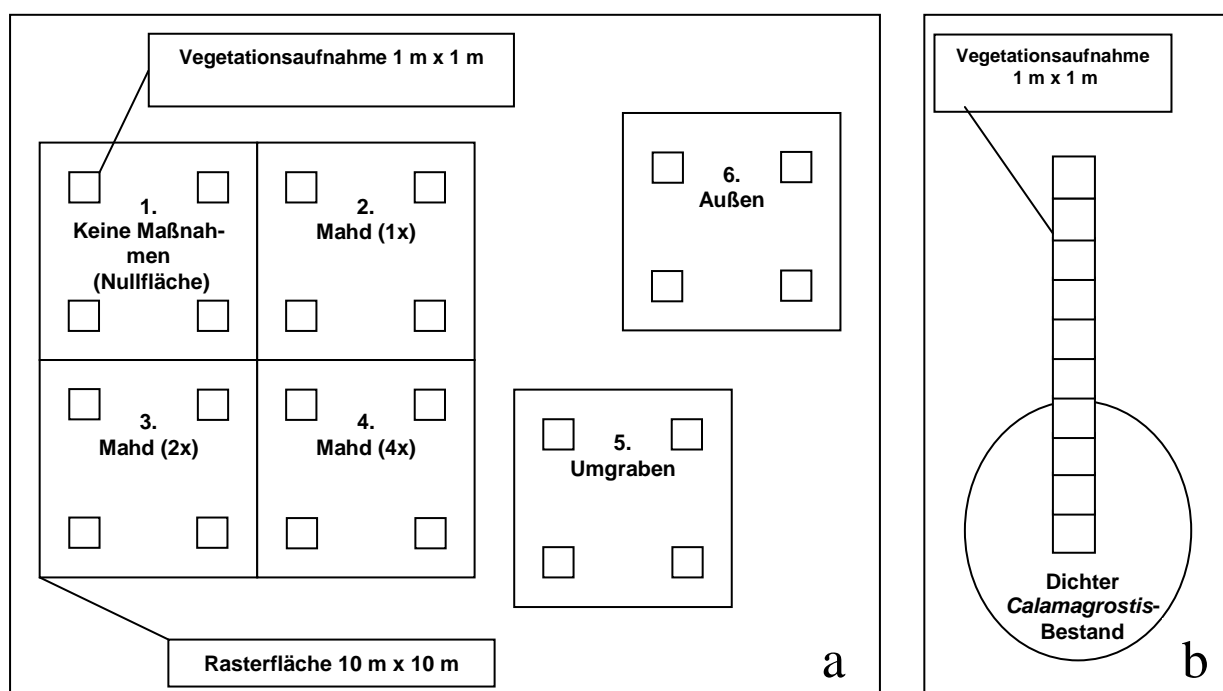 Vegetationsaufnahme 1 m x 1 m
1.
Keine Maßnah-
men
(Nullfläche)
2.
Mahd (1x)
3.
Mahd (2x)
4.
Mahd (4x)
6.
Außen
5.
Umgraben
Rasterfläche 10 m x 10 m
a
Vegetationsaufnahme
1 m x 1 m
Dichter
Calamagrostis-
Bestand
b